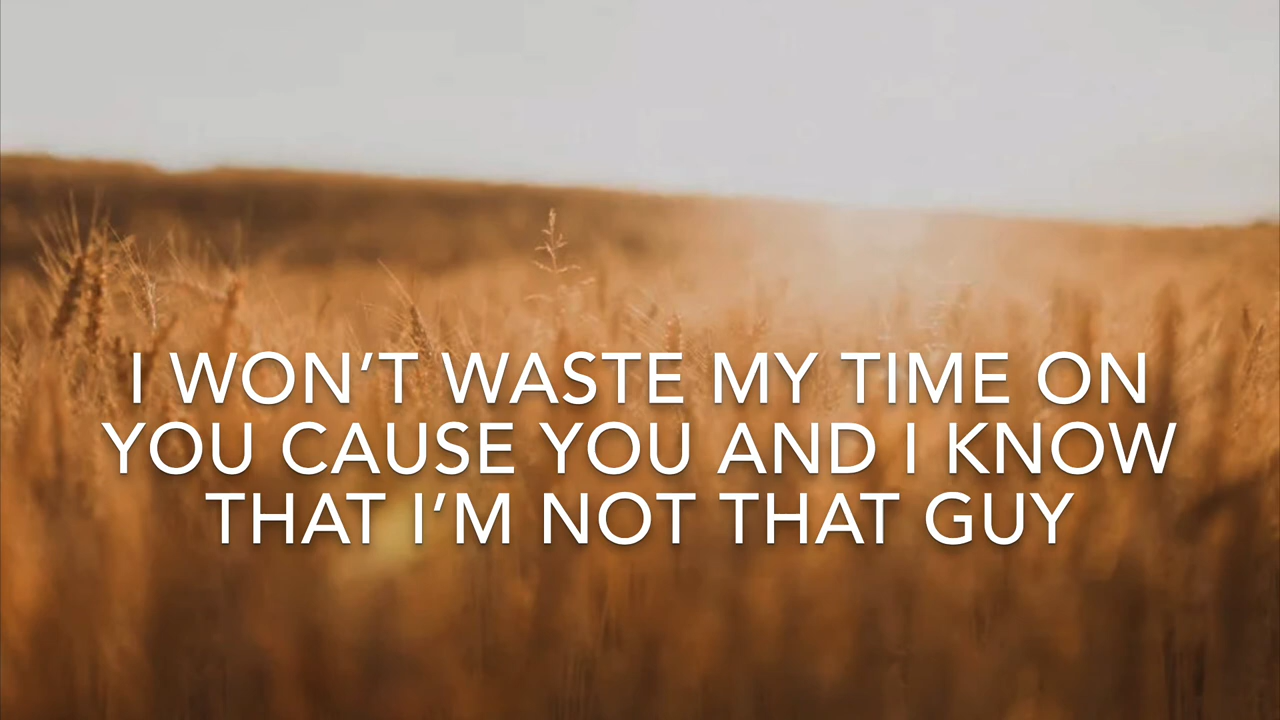 I WON’T WASTE MY TIME ON
YOU CAUSE YOU AND I KNOW
THAT I’M NOT THAT GUY